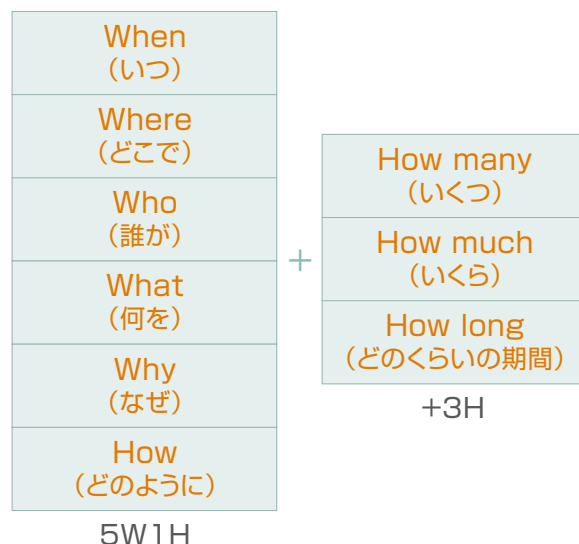 When
（いつ）
Where
（どこで）
Who
（誰が）
What
（何を）
Why
（なぜ）
How
（どのように）
5W1H
+
How many
（いくつ）
How much
（いくら）
How long
（どのくらいの期間）
+3H